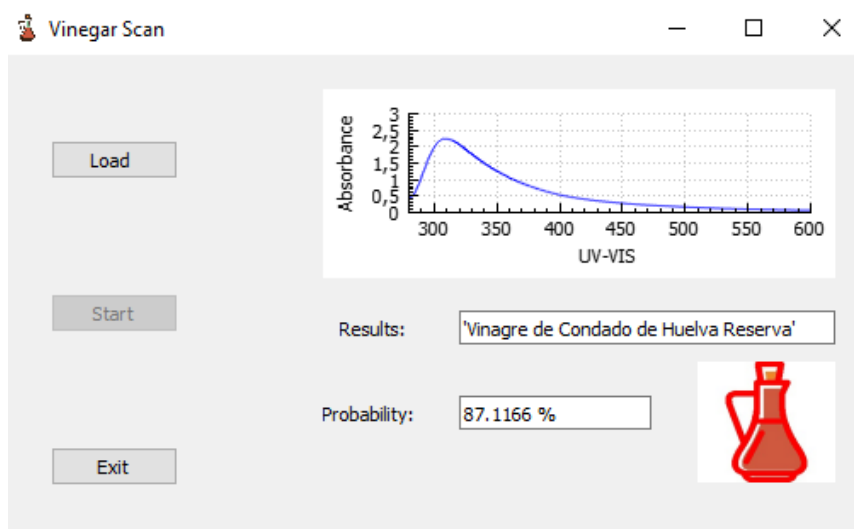 Vinegar Scan
Load
Start
Exit
Absorbance
3
2,5
2
1,5
1
0,5
0
300 350 400 450 500 550 600
UV-VIS
Results: 'Vinagre de Condado de Huelva Reserva'
Probability: 87.1166 %